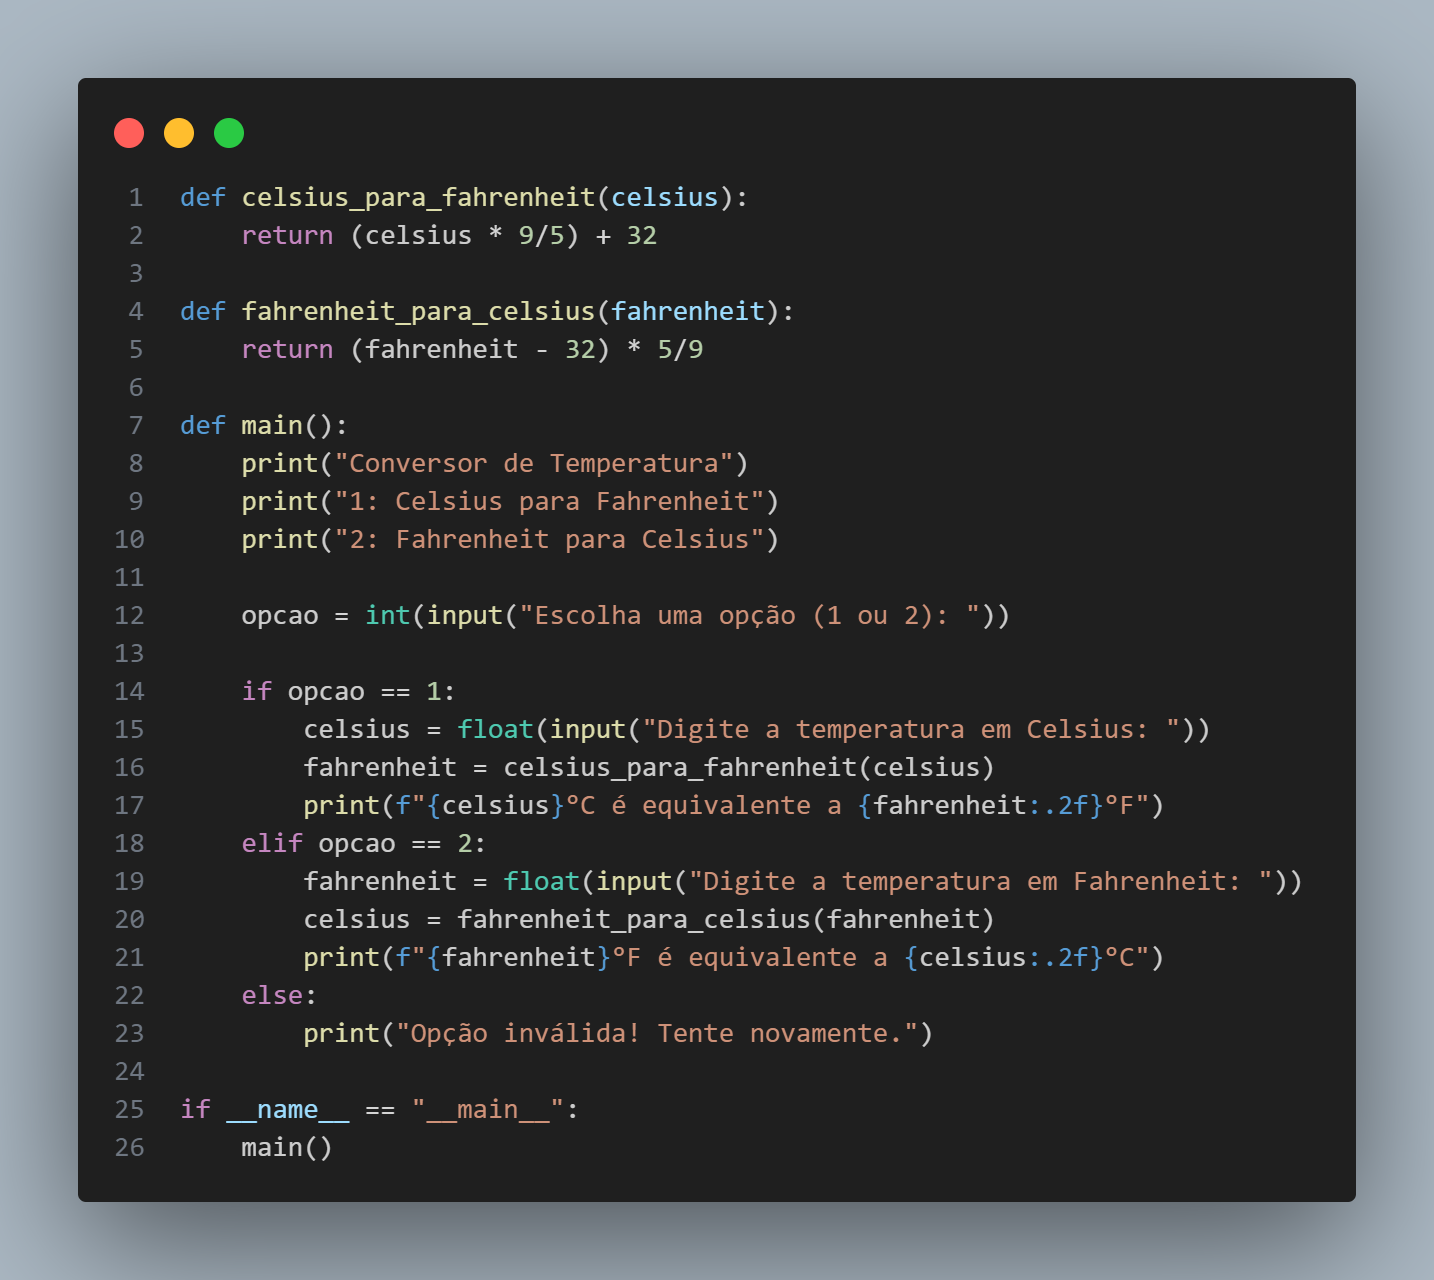 1 def celsius_para_fahrenheit(celsius):
2     return (celsius * 9/5) + 32
3
4 def fahrenheit_para_celsius(fahrenheit):
5     return (fahrenheit - 32) * 5/9
6
7 def main():
8     print("Conversor de Temperatura")
9     print("1: Celsius para Fahrenheit")
10     print("2: Fahrenheit para Celsius")
11
12     opcao = int(input("Escolha uma opção (1 ou 2): "))
13
14     if opcao == 1:
15         celsius = float(input("Digite a temperatura em Celsius: "))
16         fahrenheit = celsius_para_fahrenheit(celsius)
17         print(f"{celsius}°C é equivalente a {fahrenheit:.2f}°F")
18     elif opcao == 2:
19         fahrenheit = float(input("Digite a temperatura em Fahrenheit: "))
20         celsius = fahrenheit_para_celsius(fahrenheit)
21         print(f"{fahrenheit}°F é equivalente a {celsius:.2f}°C")
22     else:
23         print("Opção inválida! Tente novamente.")
24
25 if __name__ == "__main__":
26     main()